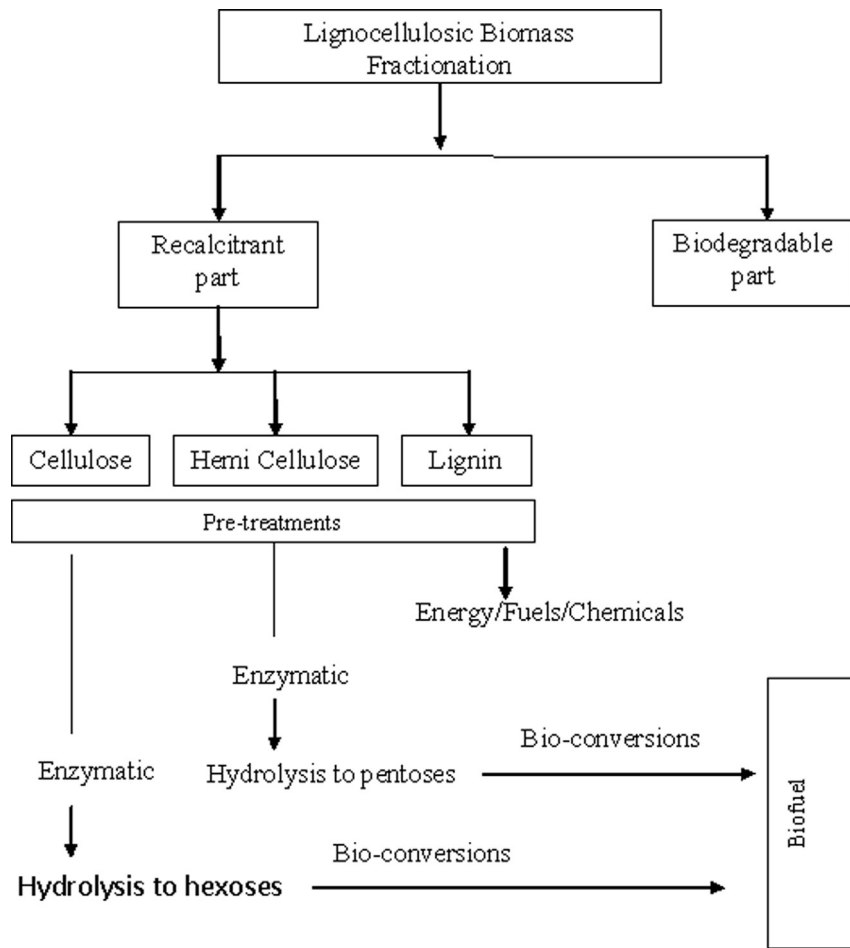 Lignocellulosic Biomass
Fractionation
Recalcitrant
part
Biodegradable
part
Cellulose
Hemi Cellulose
Lignin
Pre-treatments
Energy/Fuels/Chemicals
Enzymatic
Bio-conversions
Enzymatic
Hydrolysis to pentoses
Biofuel
Bio-conversions
Hydrolysis to hexoses